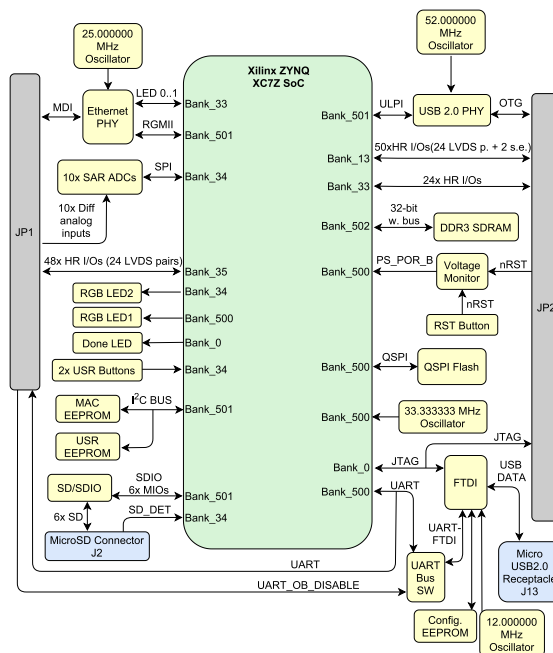 25.000000
MHz
Oscillator
52.000000
MHz
Oscillator
Xilinx ZYNQ
XC7Z SoC
JP1
MDI
Ethernet
PHY
LED 0..1
Bank_33
RGMII
Bank_501
10x SAR ADCs
SPI
Bank_34
10x Diff
analog
inputs
48x HR I/Os (24 LVDS pairs)
Bank_35
RGB LED2
Bank_34
RGB LED1
Bank_500
Done LED
Bank_0
2x USR Buttons
Bank_34
MAC
EEPROM
I²C BUS
Bank_501
USR
EEPROM
SD/SDIO
SDIO
6x MIOs
Bank_501
6x SD
SD_DET
Bank_34
MicroSD Connector
J2
Bank_501
ULPI
USB 2.0 PHY
OTG
50xHR I/Os(24 LVDS p. + 2 s.e.)
Bank_13
Bank_33
24x HR I/Os
Bank_502
32-bit
w. bus
DDR3 SDRAM
Bank_500
PS_POR_B
Voltage
Monitor
nRST
JP2
nRST
RST Button
QSPI
Bank_500
QSPI Flash
Bank_500
33.333333 MHz
Oscillator
JTAG
Bank_0
JTAG
FTDI
USB
DATA
Bank_500
UART
UART-
FTDI
UART
UART_OB_DISABLE
UART
Bus
SW
Micro
USB2.0
Receptacle
J13
Config.
EEPROM
12.000000
MHz
Oscillator